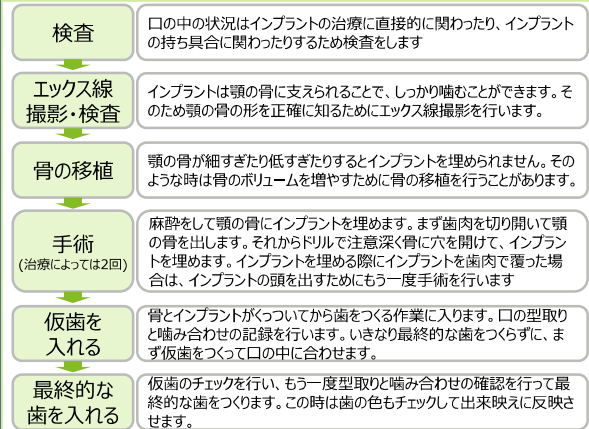 検査
口の中の状況はインプラントの治療に直接的に関わったり、インプラント
の持ち具合に関わったりするため検査をします
エックス線
撮影・検査
インプラントは顎の骨に支えられることで、しっかり噛むことができます。そ
のため顎の骨の形を正確に知るためにエックス線撮影を行います。
骨の移植
顎の骨が細すぎたり低すぎたりするとインプラントを埋められません。その
ような時は骨のボリュームを増やすために骨の移植を行うことがあります。
手術
(治療によっては2回)
麻酔をして顎の骨にインプラントを埋めます。まず歯肉を切り開いて顎
の骨を出します。それからドリルで注意深く骨に穴を開けて、インプラン
トを埋めます。インプラントを埋める際にインプラントを歯肉で覆った場
合は、インプラントの頭を出すためにもう一度手術を行います
仮歯を
入れる
骨とインプラントがくっついてから歯をつくる作業に入ります。口の型取り
と噛み合わせの記録を行います。いきなり最終的な歯をつくらずに、ま
ず仮歯をつくって口の中に合わせます。
最終的な
歯を入れる
仮歯のチェックを行い、もう一度型取りと噛み合わせの確認を行って最
終的な歯をつくります。この時は歯の色もチェックして出来映えに反映さ
せます。